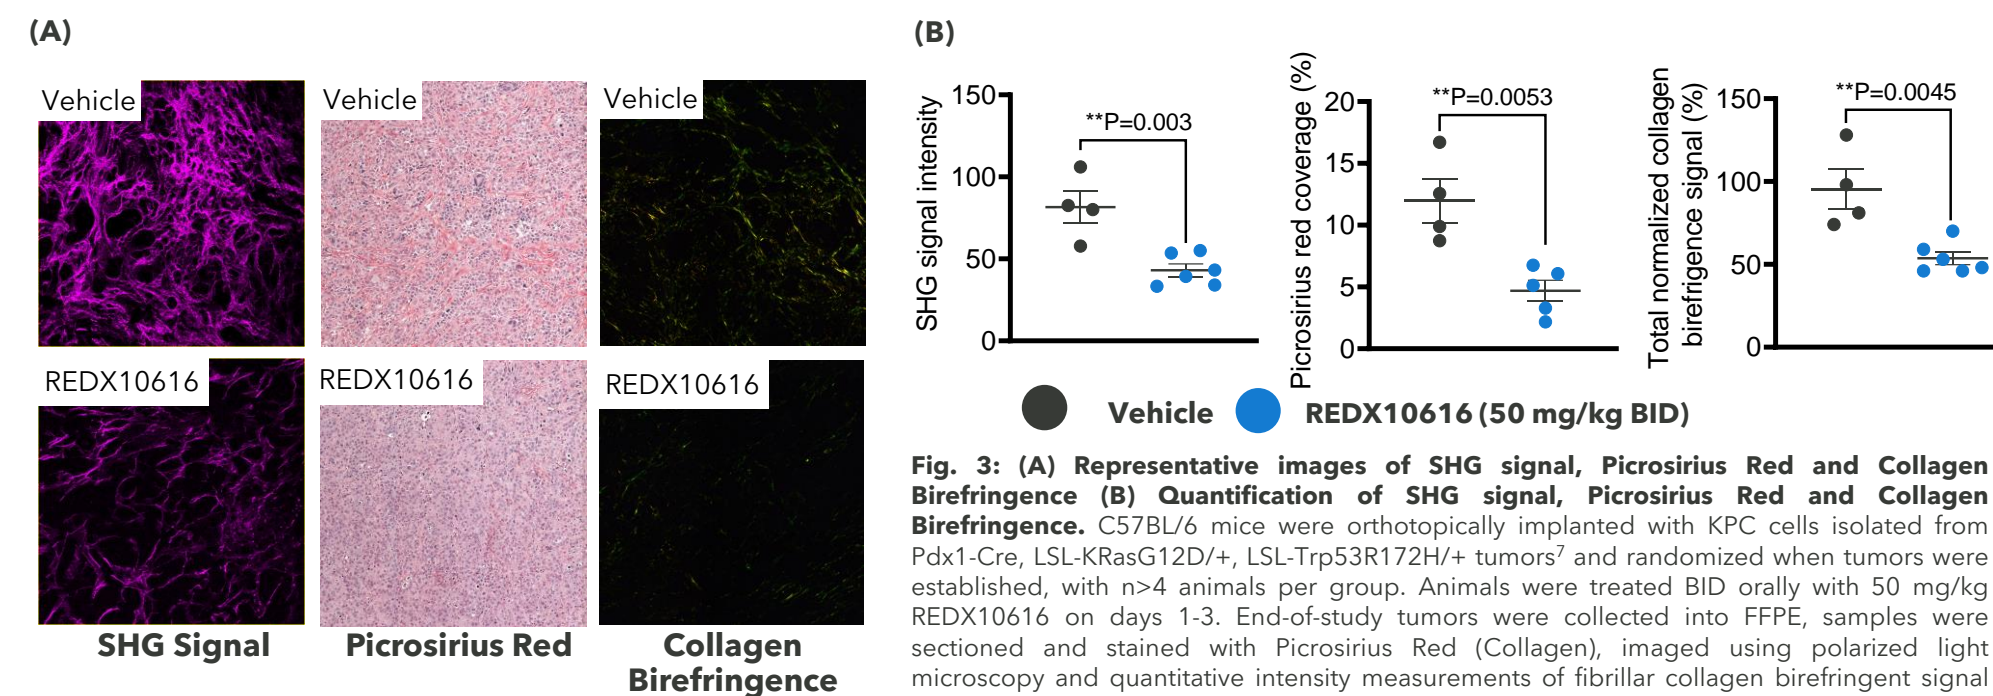 (A)
Vehicle
Vehicle
Vehicle
REDX10616
REDX10616
REDX10616
SHG Signal
Picrosirius Red
Collagen
Birefringence
(B)
SHG signal intensity
150
100
50
0
**P=0.003
Picrosirius red coverage (%)
20
15
10
5
0
**P=0.0053
Total normalized collagen
birefrigence signal (%)
150
100
50
0
**P=0.0045
Vehicle
REDX10616 (50 mg/kg BID)
Fig. 3: (A) Representative images of SHG signal, Picrosirius Red and Collagen
Birefringence (B) Quantification of SHG signal, Picrosirius Red and Collagen
Birefringence. C57BL/6 mice were orthotopically implanted with KPC cells isolated from
Pdx1-Cre, LSL-KRasG12D/+, LSL-Trp53R172H/+ tumors⁷ and randomized when tumors were
established, with n>4 animals per group. Animals were treated BID orally with 50 mg/kg
REDX10616 on days 1-3. End-of-study tumors were collected into FFPE, samples were
sectioned and stained with Picrosirius Red (Collagen), imaged using polarized light
microscopy and quantitative intensity measurements of fibrillar collagen birefringent signal